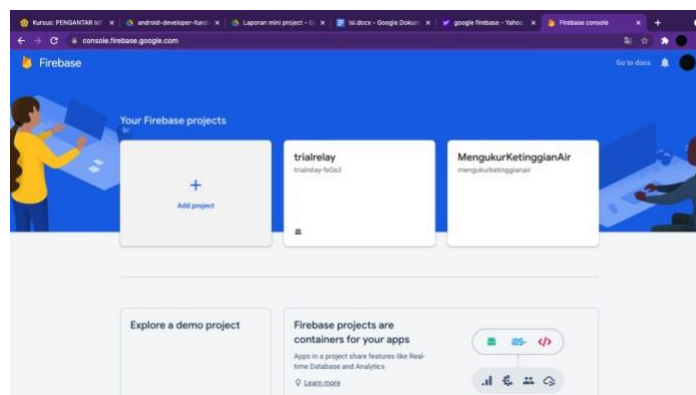 Kursus: PENGANTAR IoT
android-developer-fund
Laporan mini project -
isi.docx - Google Dokum
google firebase - Yahoo
Firebase console
console.firebase.google.com
Firebase
Go to docs
Your Firebase projects
+
Add project
trialrelay
trialrelay-fe0a3
MengukurKetinggianAir
mengukurketinggianair
Explore a demo project
Firebase projects are
containers for your apps
Apps in a project share features like Real-
time Database and Analytics
Learn more
iOS+